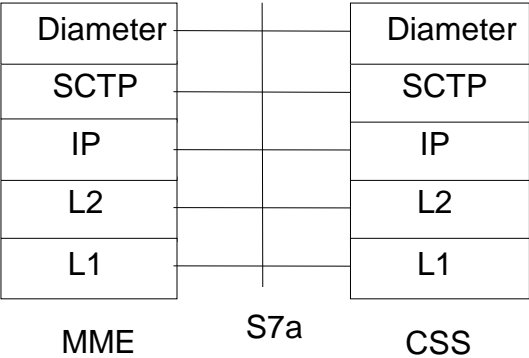 Diameter Diameter
SCTP SCTP
IP IP
L2 L2
L1 L1
MME S7a CSS